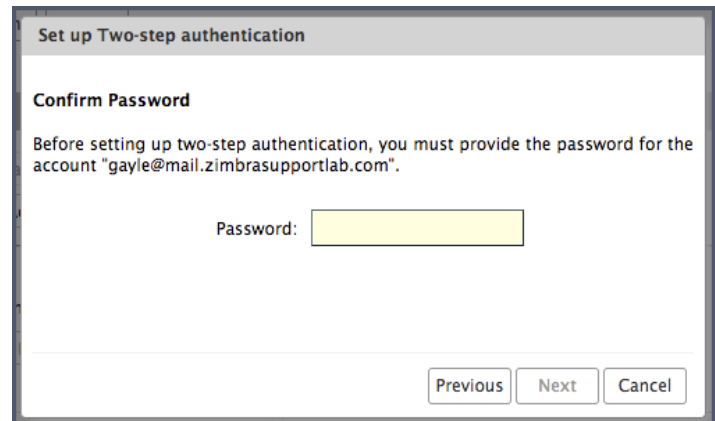 Set up Two-step authentication
Confirm Password
Before setting up two-step authentication, you must provide the password for the
account "gayle@mail.zimbrasupportlab.com".
Password:
Previous Next Cancel